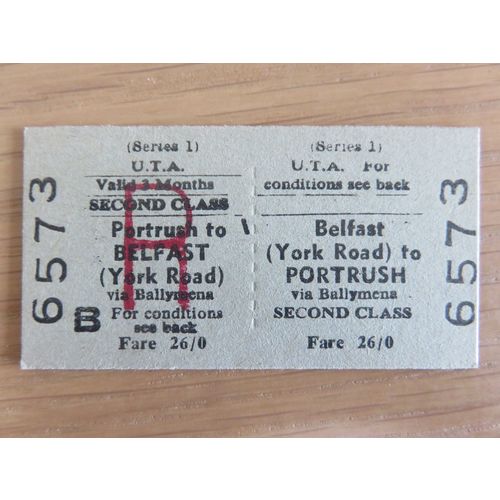 6573
(Series 1)
U.T.A.
Valid 3 Months
SECOND CLASS
Portrush to
BELFAST
(York Road)
via Ballymena
For conditions
see back
Fare 26/0
B
R
(Series 1)
U.T.A. For
conditions see back
Belfast
(York Road) to
PORTRUSH
via Ballymena
SECOND CLASS
Fare 26/0
6573